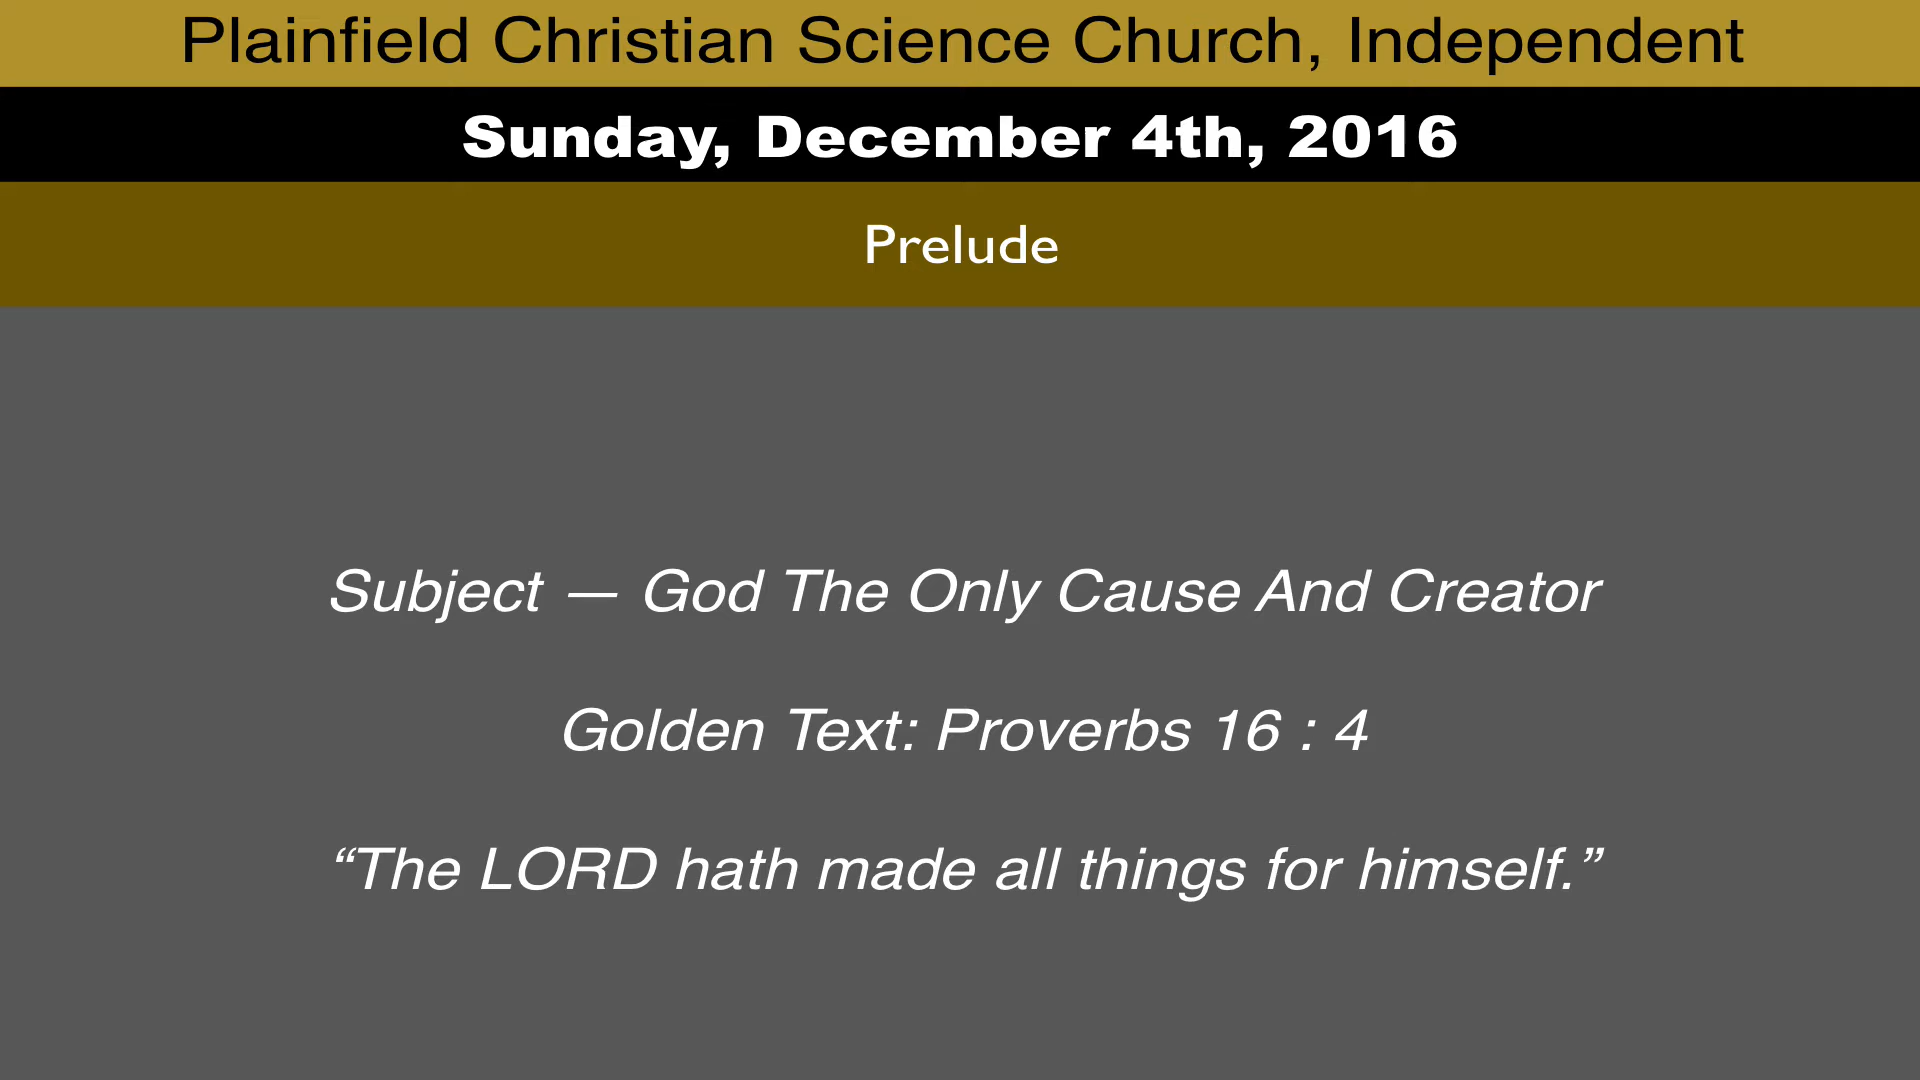 Plainfield Christian Science Church, Independent
Sunday, December 4th, 2016
Prelude
Subject — God The Only Cause And Creator
Golden Text: Proverbs 16 : 4
“The LORD hath made all things for himself.”